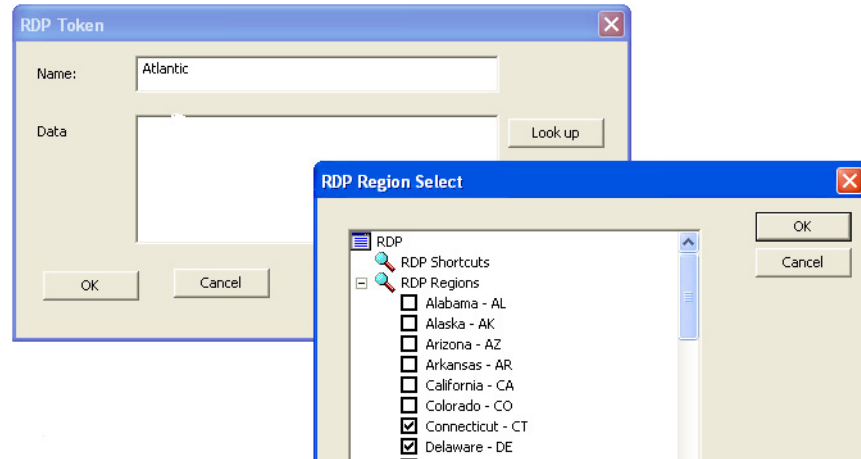 RDP Token
Name:
Atlantic
Data
Look up
OK
Cancel
RDP Region Select
OK
Cancel
RDP
RDP Shortcuts
RDP Regions
Alabama - AL
Alaska - AK
Arizona - AZ
Arkansas - AR
California - CA
Colorado - CO
Connecticut - CT
Delaware - DE